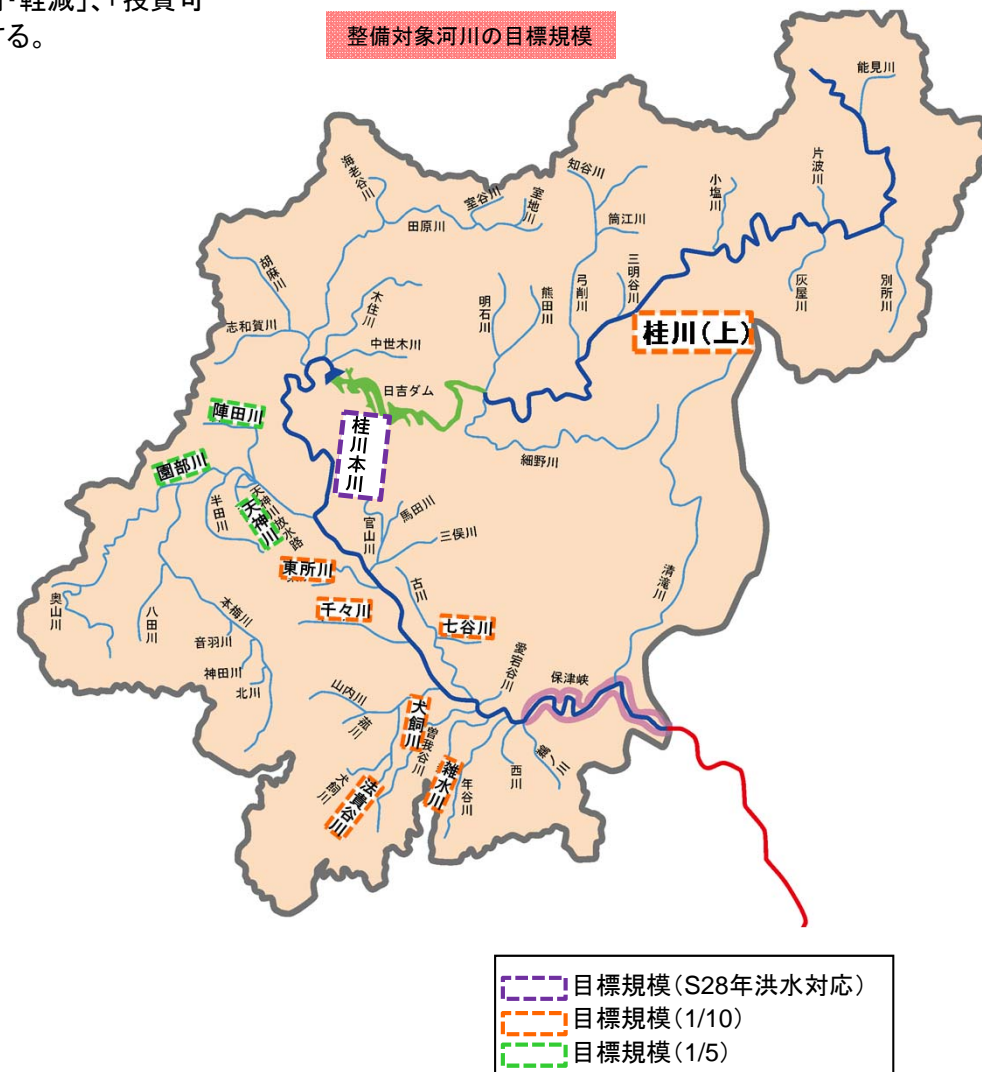 軽減」、「投資可
する。
整備対象河川の目標規模
能見川
片波川
小塩川
知谷川
筒江川
海老谷川
室谷川
室地川
田原川
三明谷川
弓削川
熊田川
明石川
灰屋川
別所川
胡麻川
木住川
志和賀川
中世木川
桂川(上)
日吉ダム
陣田川
桂川本川
細野川
園部川
半田川
天神川放水路
天神川
官山川
馬田川
三俣川
東所川
古川
清滝川
千々川
七谷川
奥山川
八田川
本梅川
音羽川
神田川
北川
愛宕谷川
保津峡
山内川
犬飼川
曽我谷川
雑水川
年谷川
西川
鵜ノ川
法貴谷川
犬飼川
目標規模(S28年洪水対応)
目標規模(1/10)
目標規模(1/5)